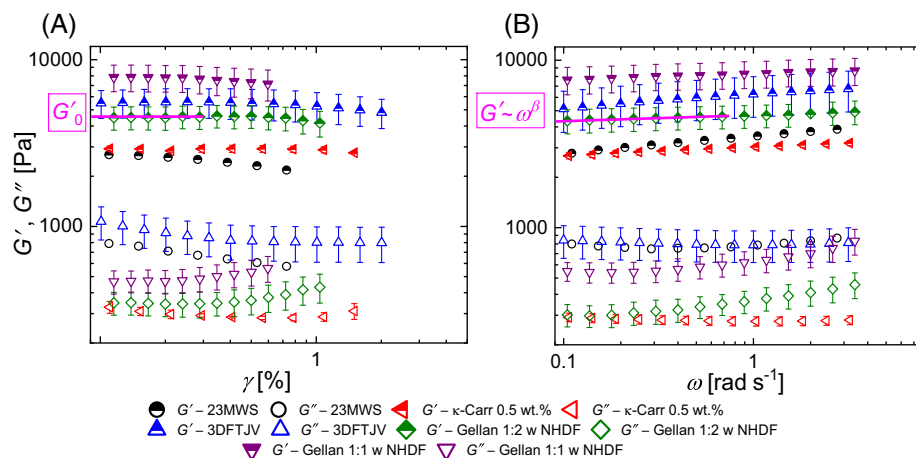 (A)
(B)
10000
1000
G′₀
G′, G″ [Pa]
1
γ [%]
10000
1000
G′~ω^β
0.1
1
ω [rad s⁻¹]
G′ – 23MWS G″ – 23MWS G′ – κ-Carr 0.5 wt.% G″ – κ-Carr 0.5 wt.%
G′ – 3DFTJV G″ – 3DFTJV G′ – Gellan 1:2 w NHDF G″ – Gellan 1:2 w NHDF
G′ – Gellan 1:1 w NHDF G″ – Gellan 1:1 w NHDF